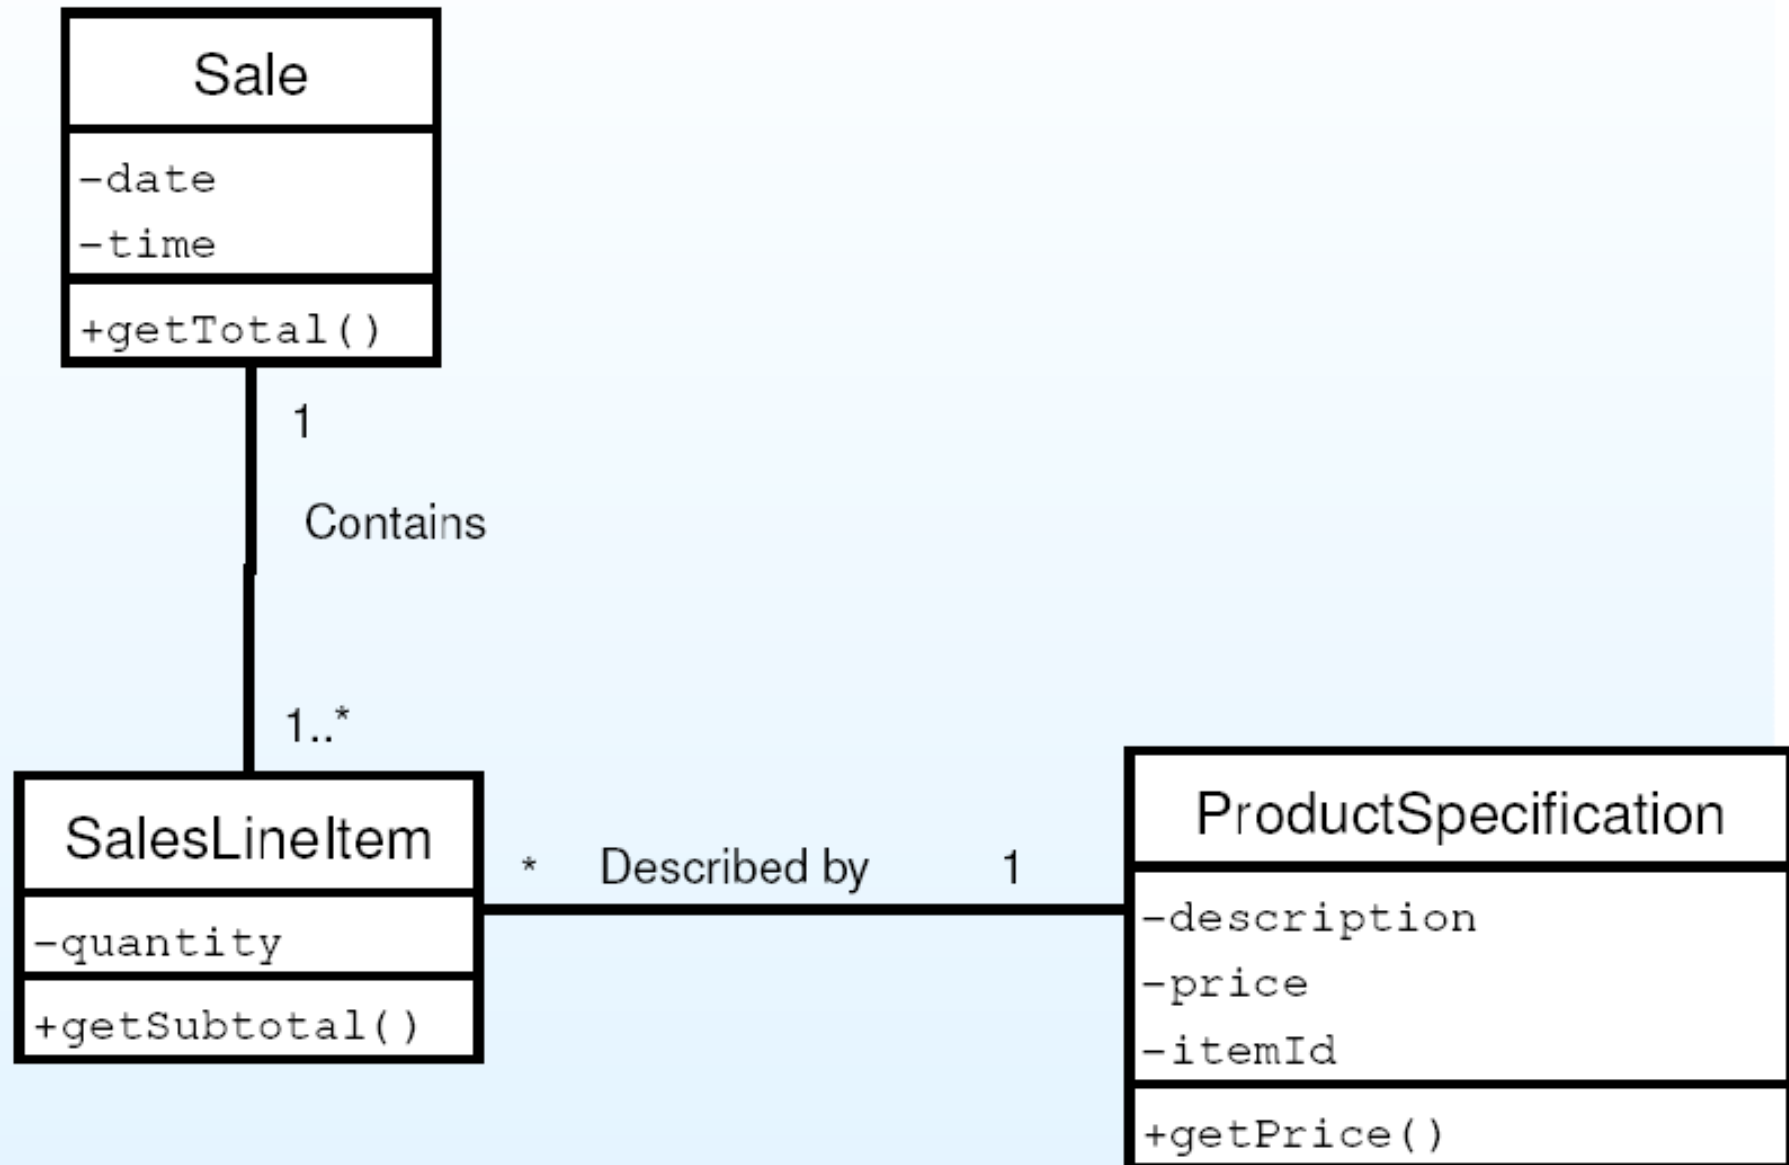 Sale
-date
-time
+getTotal()
1
Contains
1..*
SalesLineItem
-quantity
+getSubtotal()
* Described by 1
ProductSpecification
-description
-price
-itemId
+getPrice()